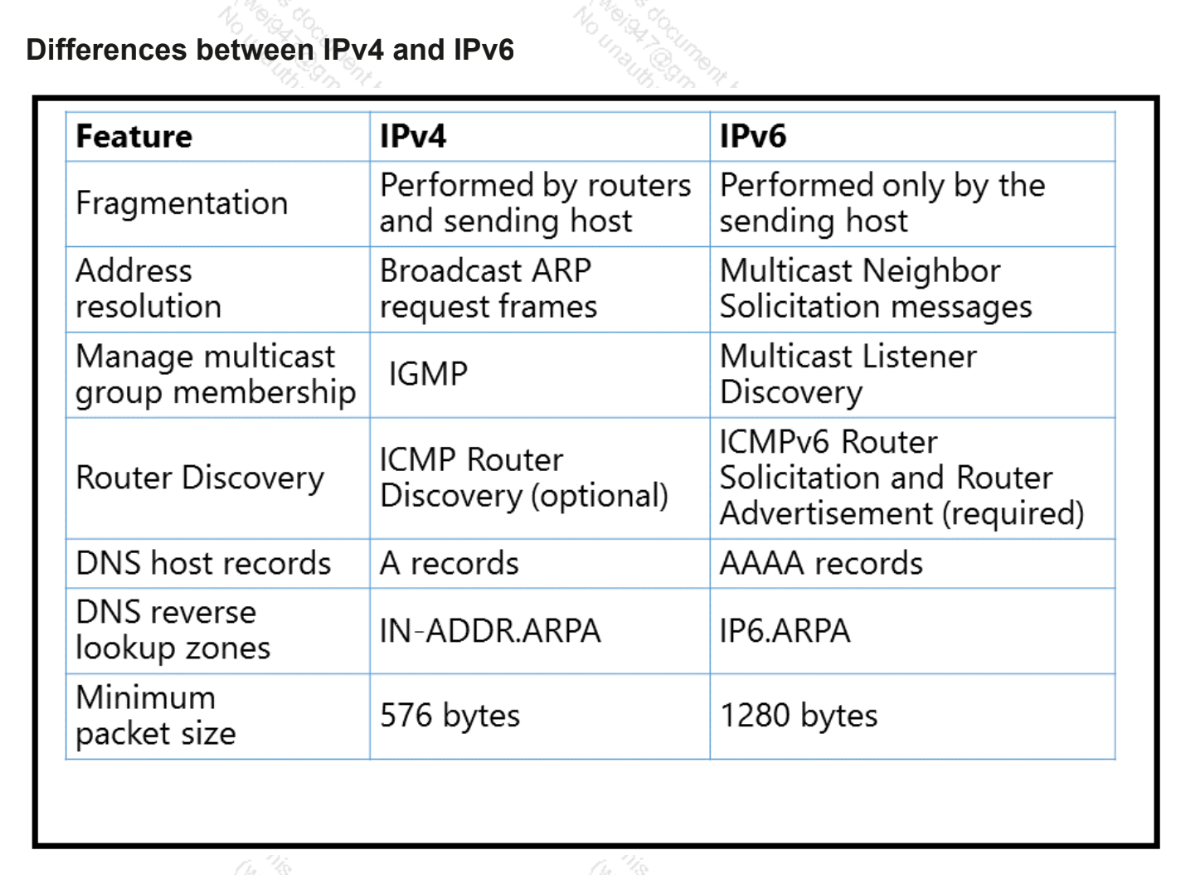 Differences between IPv4 and IPv6
Feature IPv4 IPv6
Fragmentation
Performed by routers
and sending host
Performed only by the
sending host
Address
resolution
Broadcast ARP
request frames
Multicast Neighbor
Solicitation messages
Manage multicast
group membership
IGMP
Multicast Listener
Discovery
Router Discovery
ICMP Router
Discovery (optional)
ICMPv6 Router
Solicitation and Router
Advertisement (required)
DNS host records
A records
AAAA records
DNS reverse
lookup zones
IN-ADDR.ARPA
IP6.ARPA
Minimum
packet size
576 bytes
1280 bytes